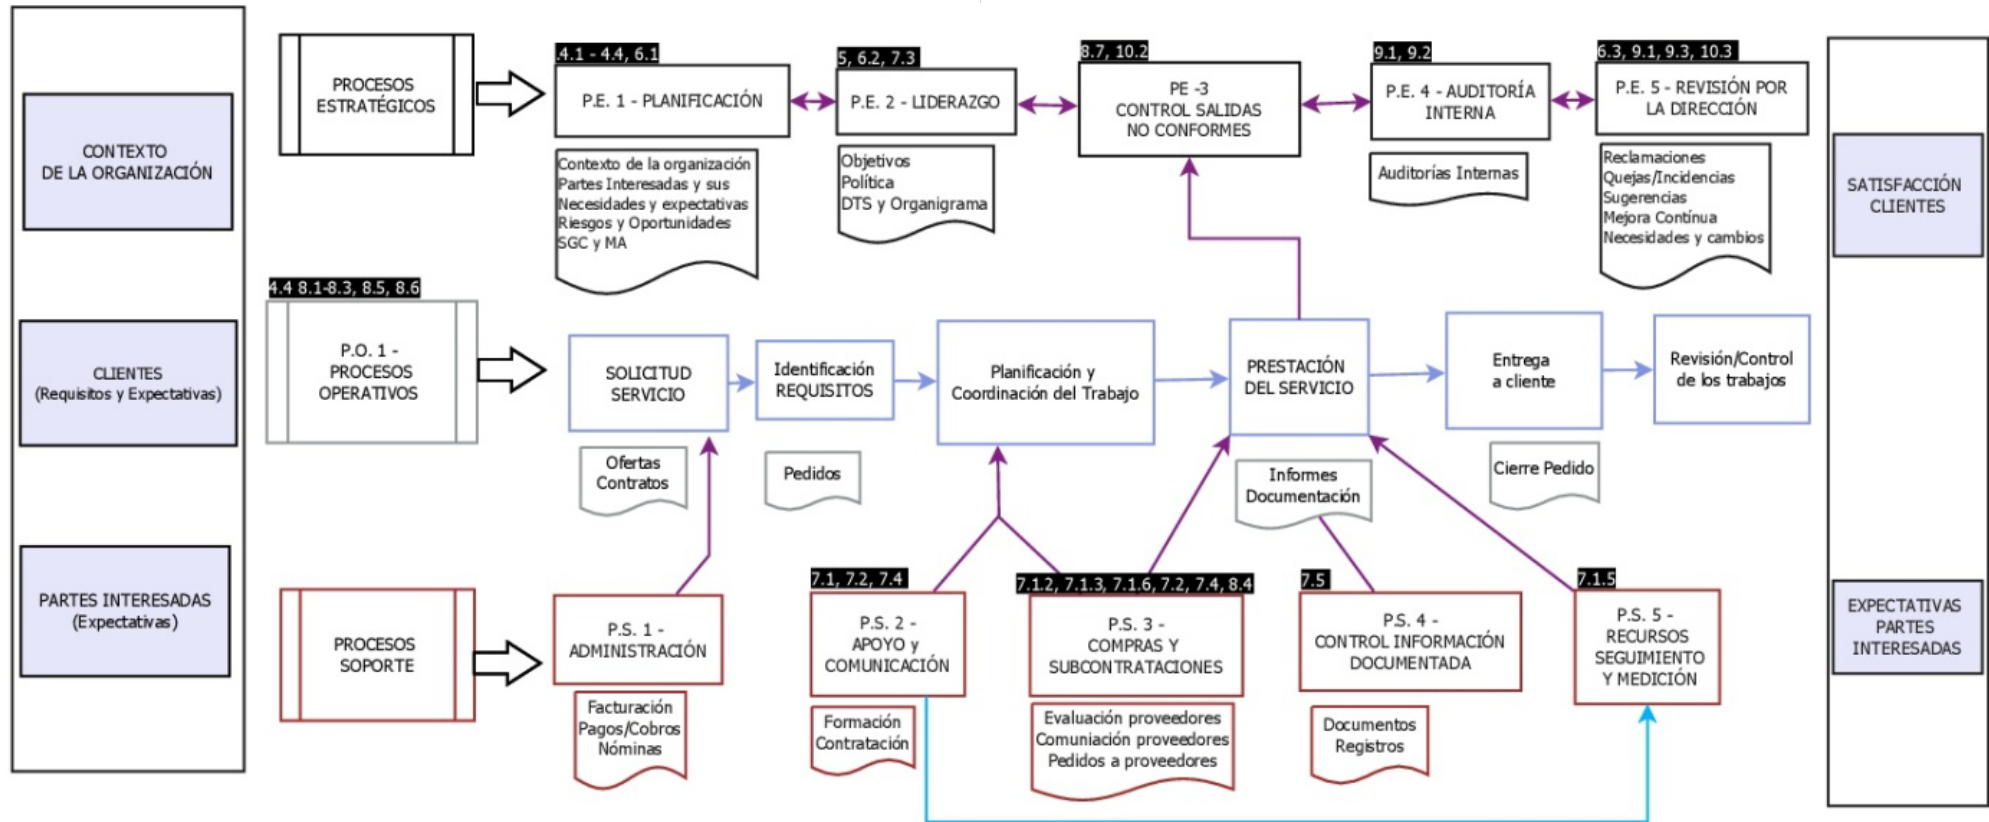 CONTEXTO
DE LA ORGANIZACIÓN
CLIENTES
(Requisitos y Expectativas)
PARTES INTERESADAS
(Expectativas)
PROCESOS
ESTRATÉGICOS
.4.1 - 4.4, 6.1
P.E. 1 - PLANIFICACIÓN
Contexto de la organización
Partes Interesadas y sus
Necesidades y expectativas
Riesgos y Oportunidades
SGC y MA
5, 6.2, 7.3
P.E. 2 - LIDERAZGO
Objetivos
Política
DTS y Organigrama
8.7, 10.2
PE -3
CONTROL SALIDAS
NO CONFORMES
9.1, 9.2
P.E. 4 - AUDITORÍA
INTERNA
Auditorías Internas
6.3, 9.1, 9.3, 10.3
P.E. 5 - REVISIÓN POR
LA DIRECCIÓN
Reclamaciones
Quejas/Incidencias
Sugerencias
Mejora Contínua
Necesidades y cambios
4.4 8.1-8.3, 8.5, 8.6
P.O. 1 -
PROCESOS
OPERATIVOS
SOLICITUD
SERVICIO
Ofertas
Contratos
Identificación
REQUISITOS
Pedidos
Planificación y
Coordinación del Trabajo
PRESTACIÓN
DEL SERVICIO
Informes
Documentación
Entrega
a cliente
Cierre Pedido
Revisión/Control
de los trabajos
PROCESOS
SOPORTE
P.S. 1 -
ADMINISTRACIÓN
Facturación
Pagos/Cobros
Nóminas
7.1, 7.2, 7.4
P.S. 2 -
APOYO y
COMUNICACIÓN
Formación
Contratación
7.1.2, 7.1.3, 7.1.6, 7.2, 7.4, 8.4
P.S. 3 -
COMPRAS Y
SUBCONTRATACIONES
Evaluación proveedores
Comuniación proveedores
Pedidos a proveedores
7.5
P.S. 4 -
CONTROL INFORMACIÓN
DOCUMENTADA
Documentos
Registros
7.1.5
P.S. 5 -
RECURSOS
SEGUIMIENTO
Y MEDICIÓN
SATISFACCIÓN
CLIENTES
EXPECTATIVAS
PARTES
INTERESADAS